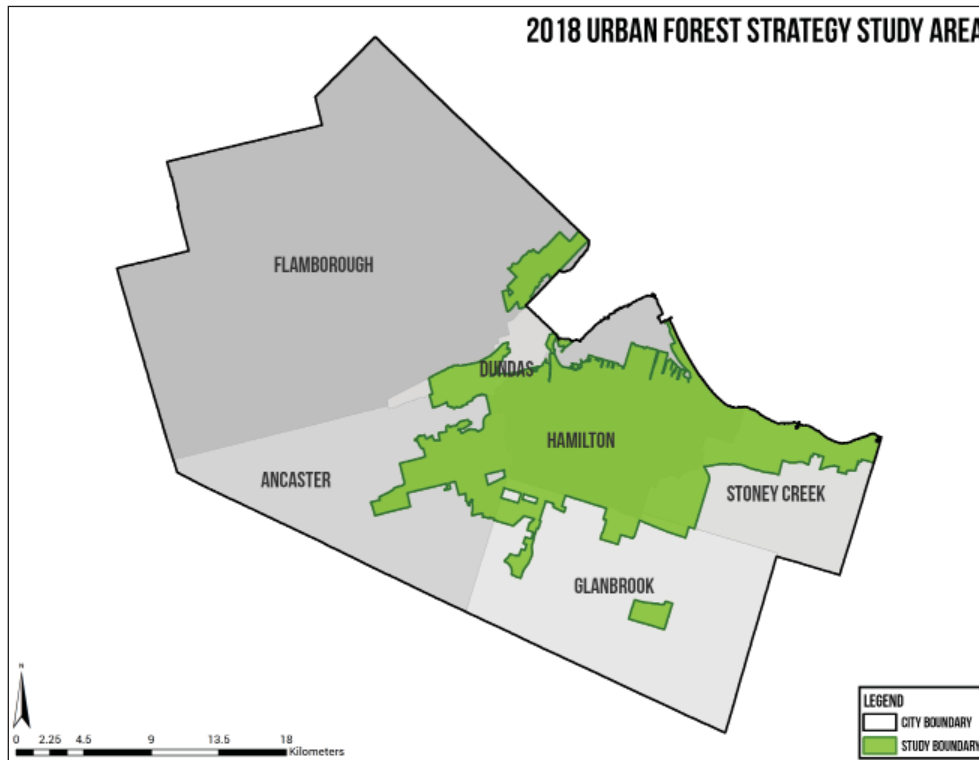 2018 URBAN FOREST STRATEGY STUDY AREA
FLAMBOROUGH
DUNDAS
HAMILTON
ANCASTER
STONEY CREEK
GLANBROOK
N
0 2.25 4.5 9 13.5 18
Kilometers
LEGEND
CITY BOUNDARY
STUDY BOUNDARY